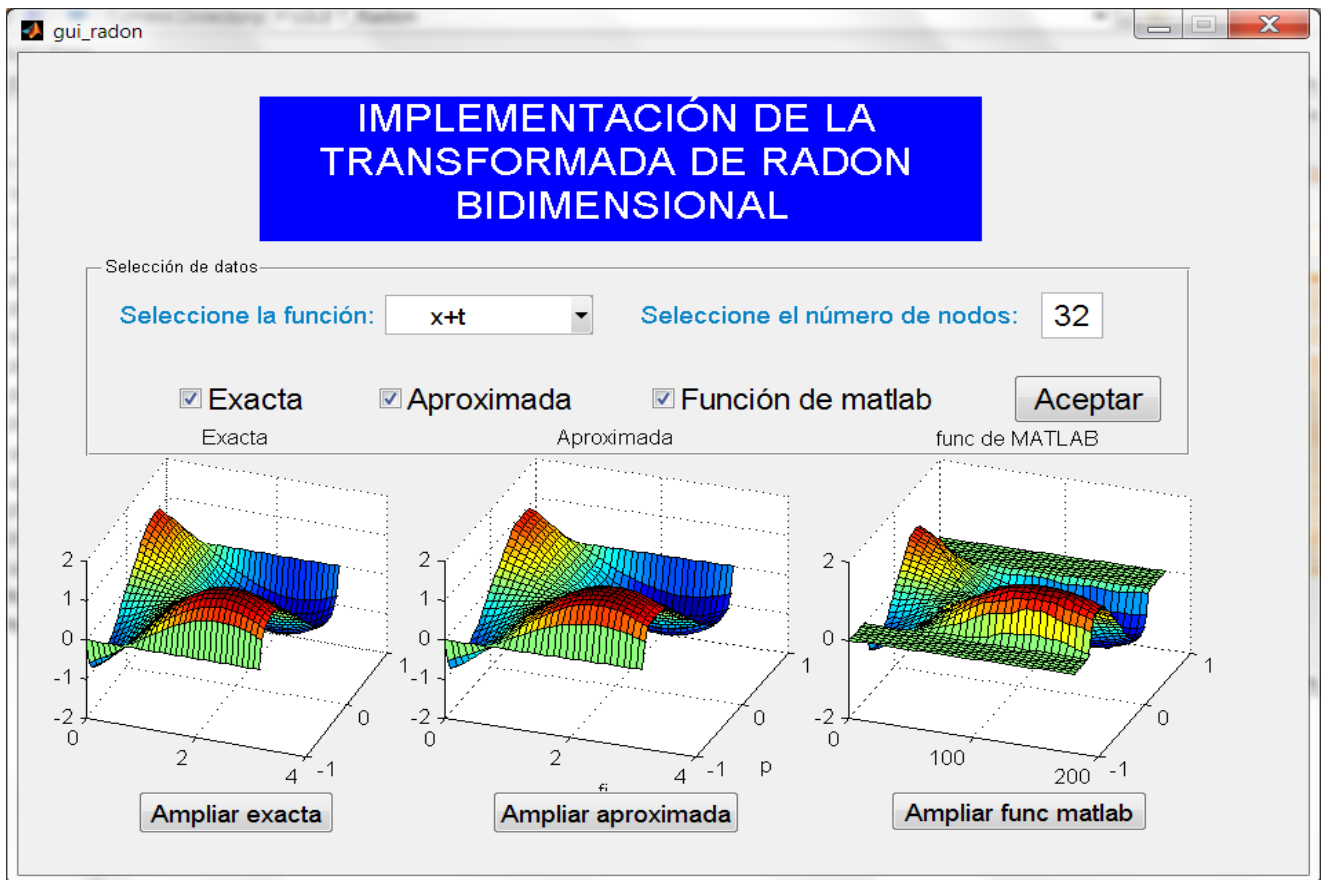 gui_radon
IMPLEMENTACIÓN DE LA
TRANSFORMADA DE RADON
BIDIMENSIONAL
Selección de datos
Seleccione la función: x+t Seleccione el número de nodos: 32
Exacta Aproximada Función de matlab Aceptar
Exacta Aproximada func de MATLAB
2 1 0 -1 -2 0 2 4 -1 0 1
2 1 0 -1 -2 0 2 4 -1 0 1 fi p
2 0 -2 0 100 200 -1 0 1
Ampliar exacta Ampliar aproximada Ampliar func matlab